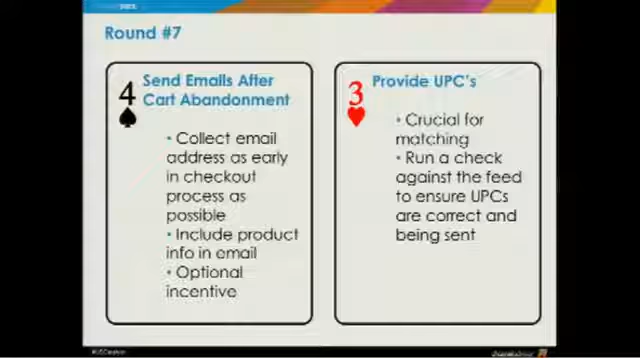 Round #7
4
Send Emails After
Cart Abandonment
• Collect email
address as early
in checkout
process as
possible
• Include product
info in email
• Optional
incentive
3
Provide UPC's
• Crucial for
matching
• Run a check
against the feed
to ensure UPCs
are correct and
being sent